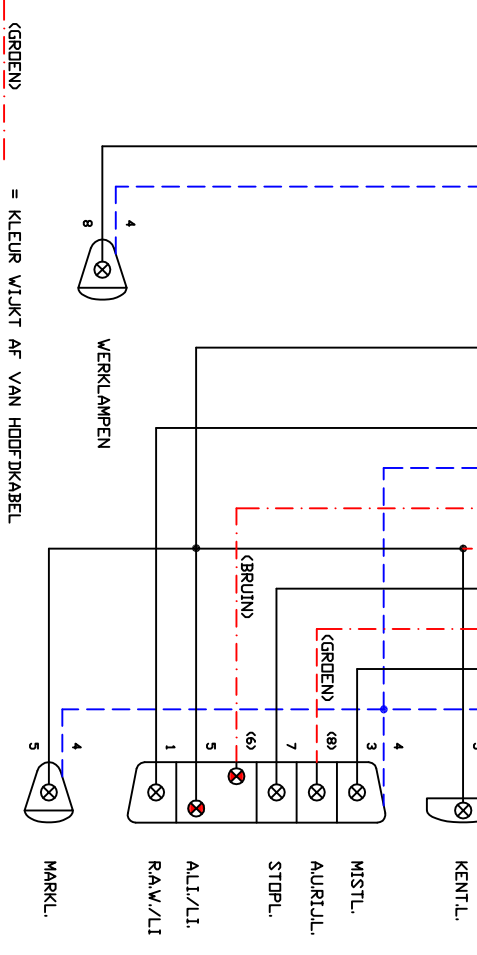 (GROEN)
= KLEUR WIJKT AF VAN HOOFDKABEL
8
4
WERKLAMPEN
(BRUIN)
(GROEN)
5
4
1
5
(6)
7
(8)
3
4
MARKL.
R.A.W./LI
A.LI./LI.
STOPL.
A.U.RIJ.L.
MISTL.
KENT.L.